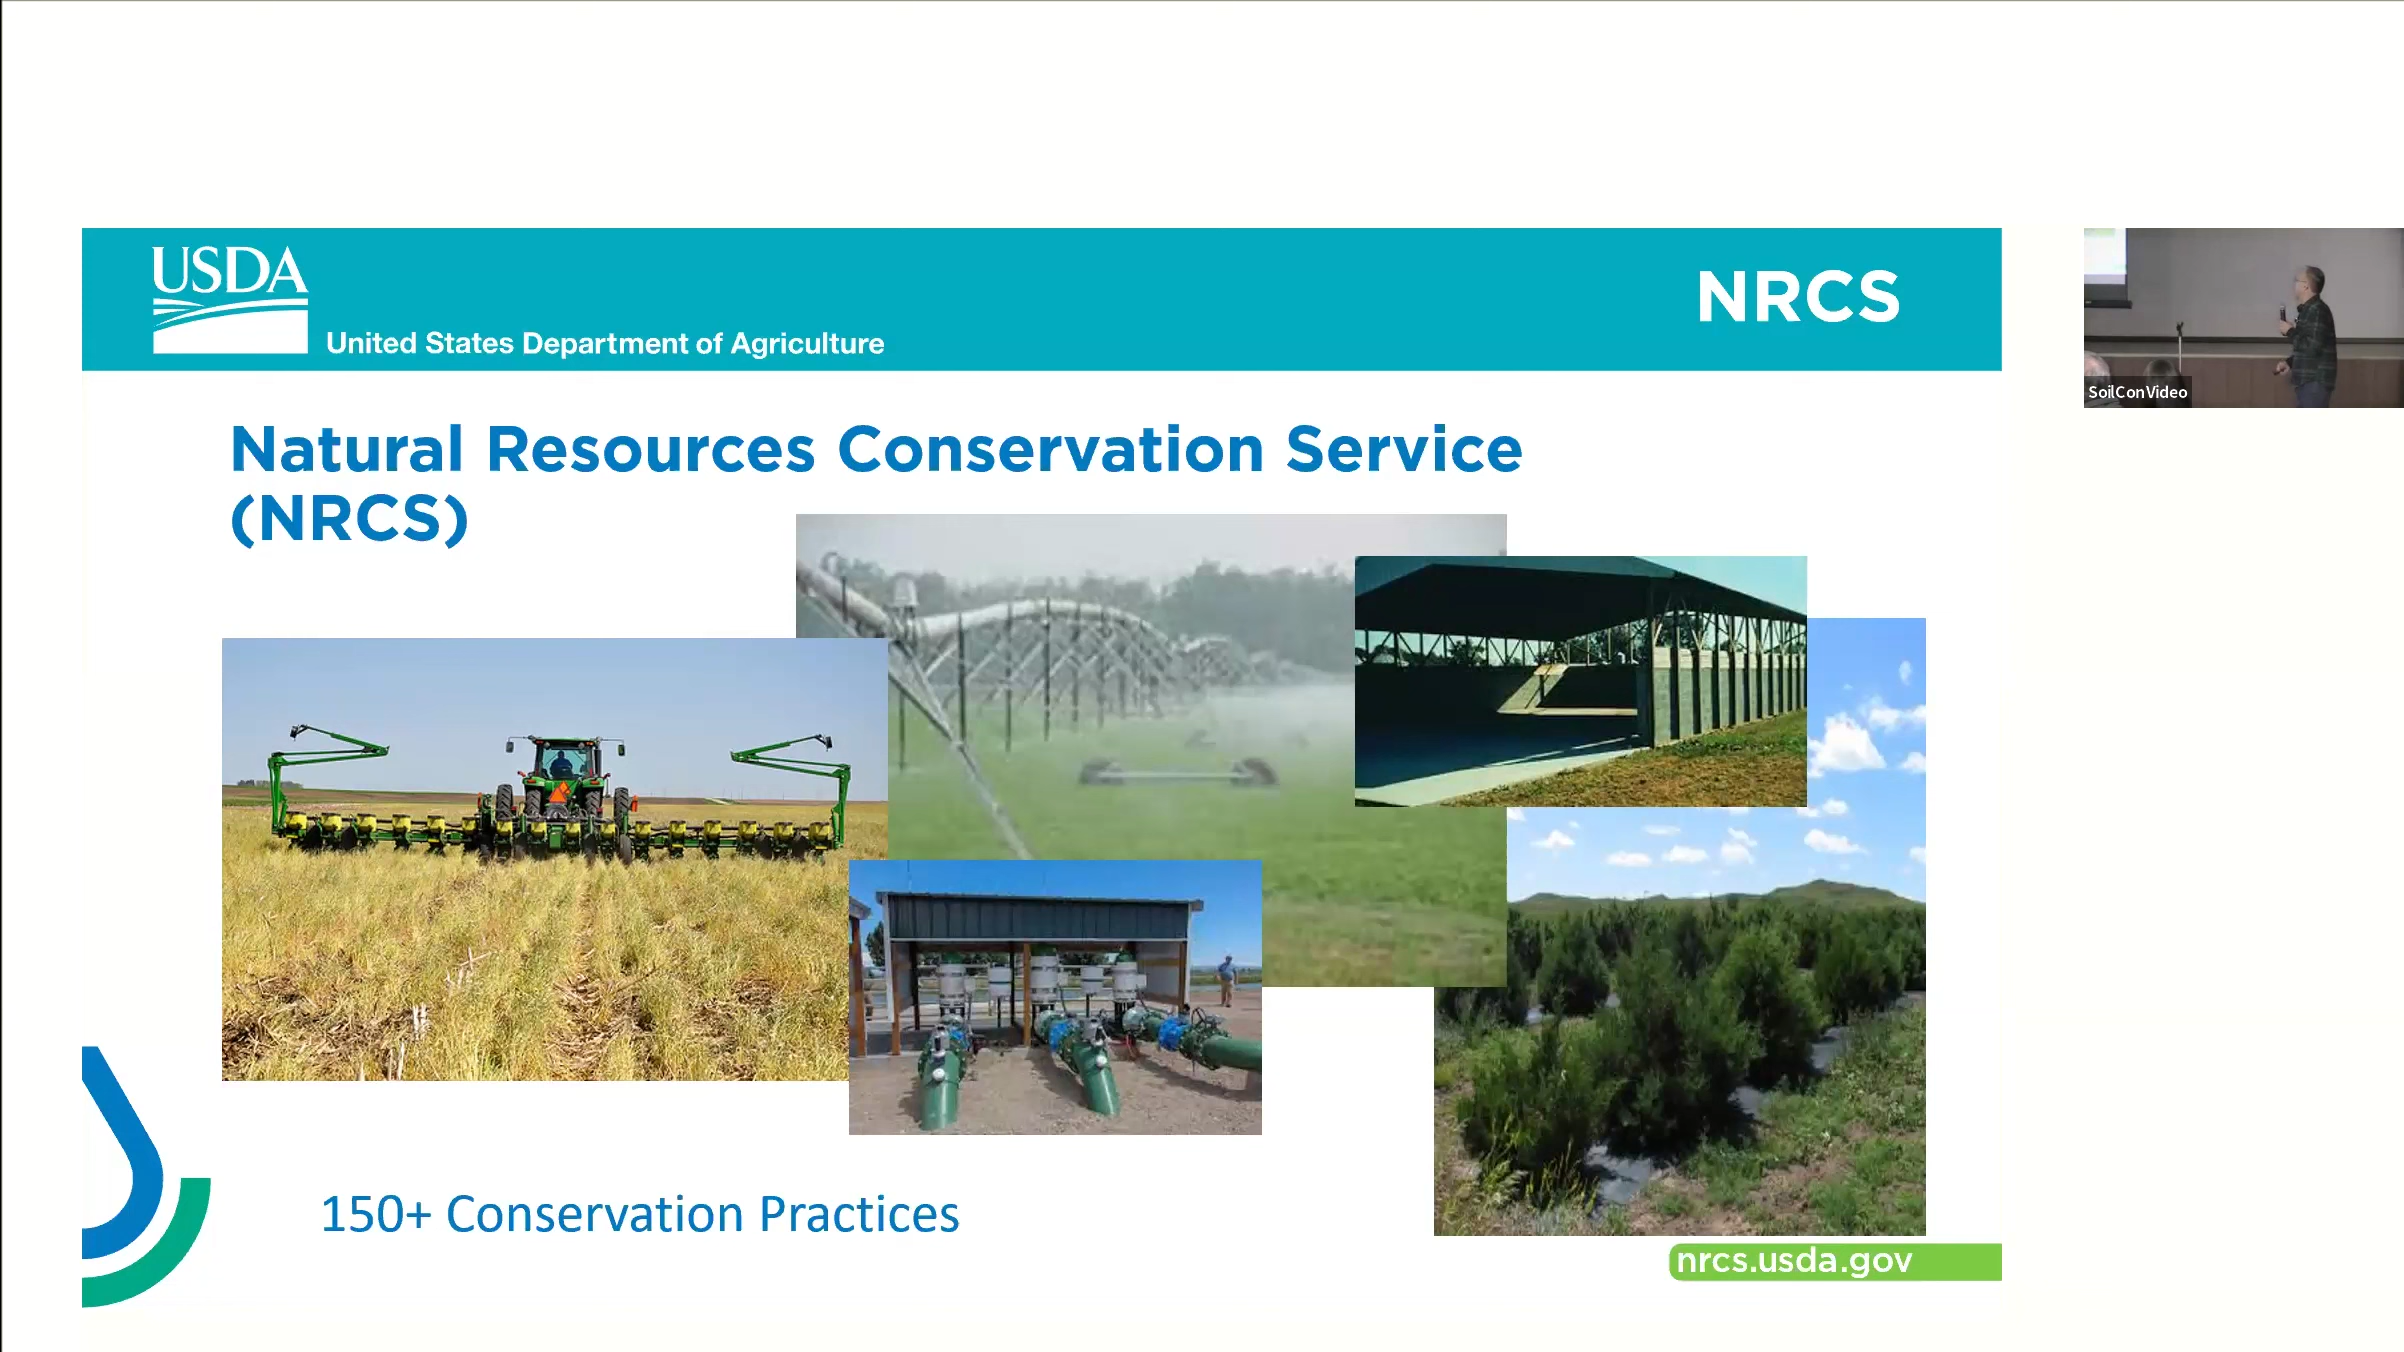 USDA
United States Department of Agriculture
NRCS
Natural Resources Conservation Service
(NRCS)
150+ Conservation Practices
nrcs.usda.gov
SoilConVideo